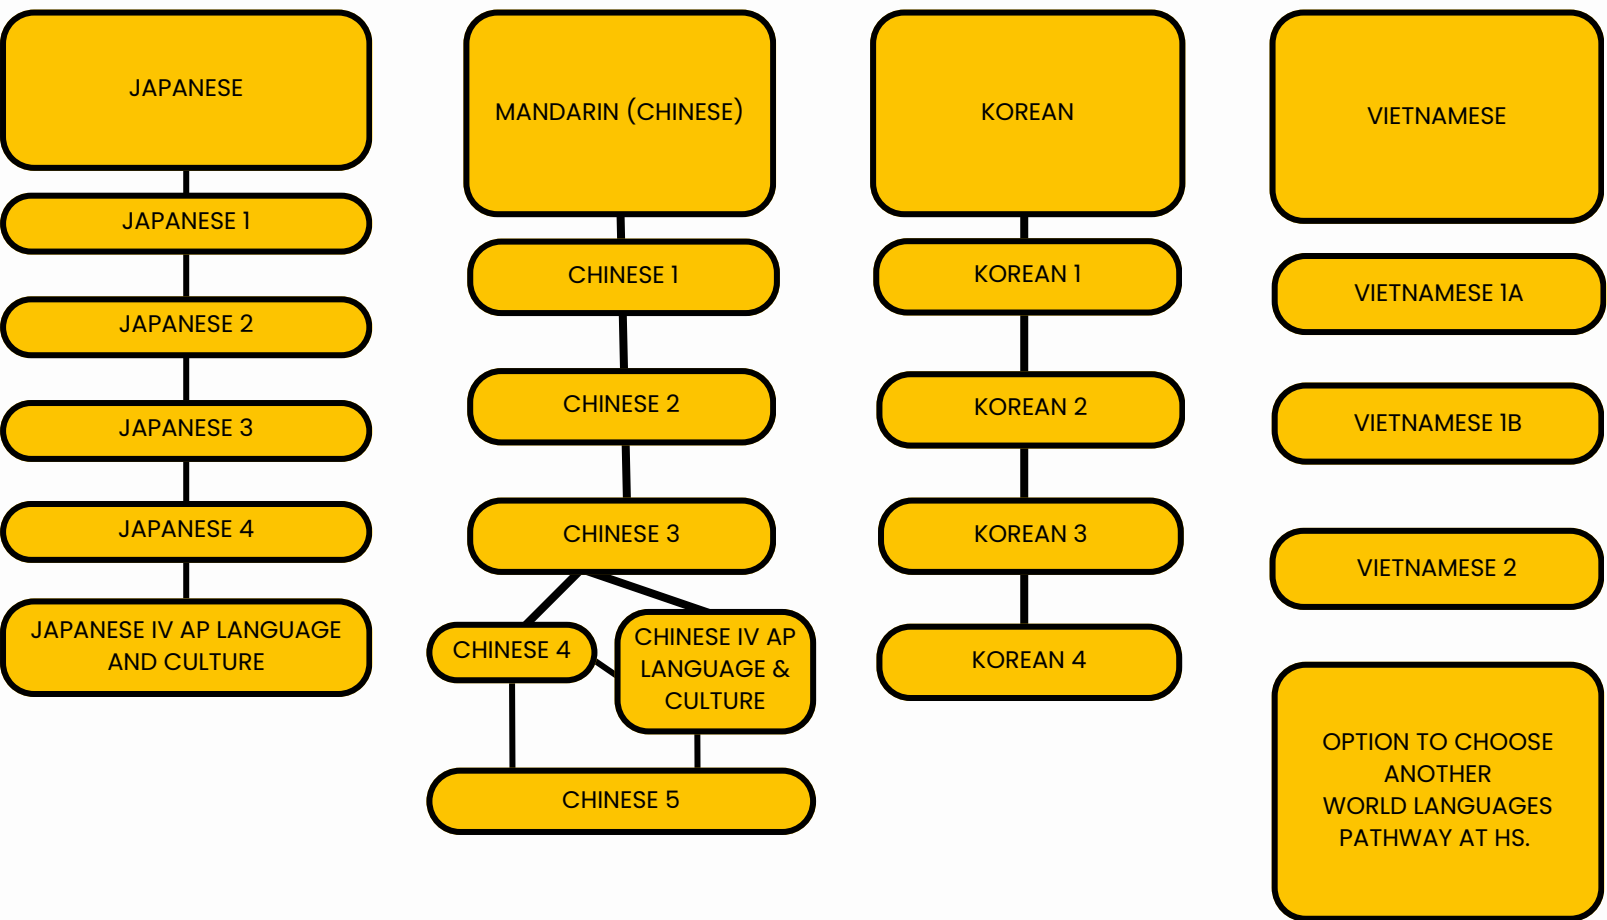 JAPANESE
JAPANESE 1
JAPANESE 2
JAPANESE 3
JAPANESE 4
JAPANESE IV AP LANGUAGE
AND CULTURE
MANDARIN (CHINESE)
CHINESE 1
CHINESE 2
CHINESE 3
CHINESE 4
CHINESE IV AP
LANGUAGE &
CULTURE
CHINESE 5
KOREAN
KOREAN 1
KOREAN 2
KOREAN 3
KOREAN 4
VIETNAMESE
VIETNAMESE 1A
VIETNAMESE 1B
VIETNAMESE 2
OPTION TO CHOOSE
ANOTHER
WORLD LANGUAGES
PATHWAY AT HS.